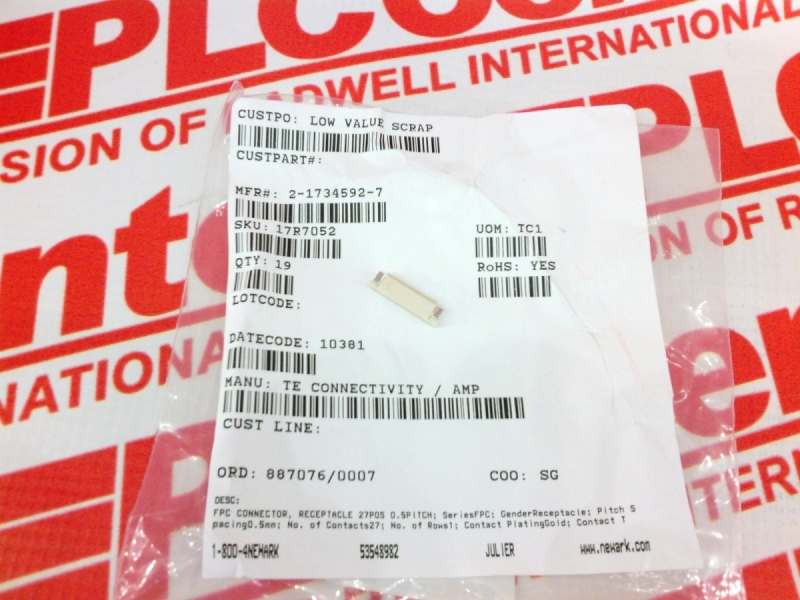 PLC
DWELL INTERNATIONAL
SION OF
CUSTPO: LOW VALUE SCRAP
CUSTPART#:
MFR#: 2-1734592-7
SKU: 17R7052
UOM: TC1
QTY: 19
RoHS: YES
LOTCODE:
DATECODE: 10381
MANU: TE CONNECTIVITY / AMP
CUST LINE:
ORD: 887076/0007
COO: SG
DESC:
FPC CONNECTOR, RECEPTACLE 27POS 0.5PITCH; SeriesFPC; GenderReceptacle; Pitch S
pacing0.5mm; No. of Contacts27; No. of Rows1; Contact PlatingGold; Contact T
1-800-4NEWARK
53548982
JULIER
www.newark.com